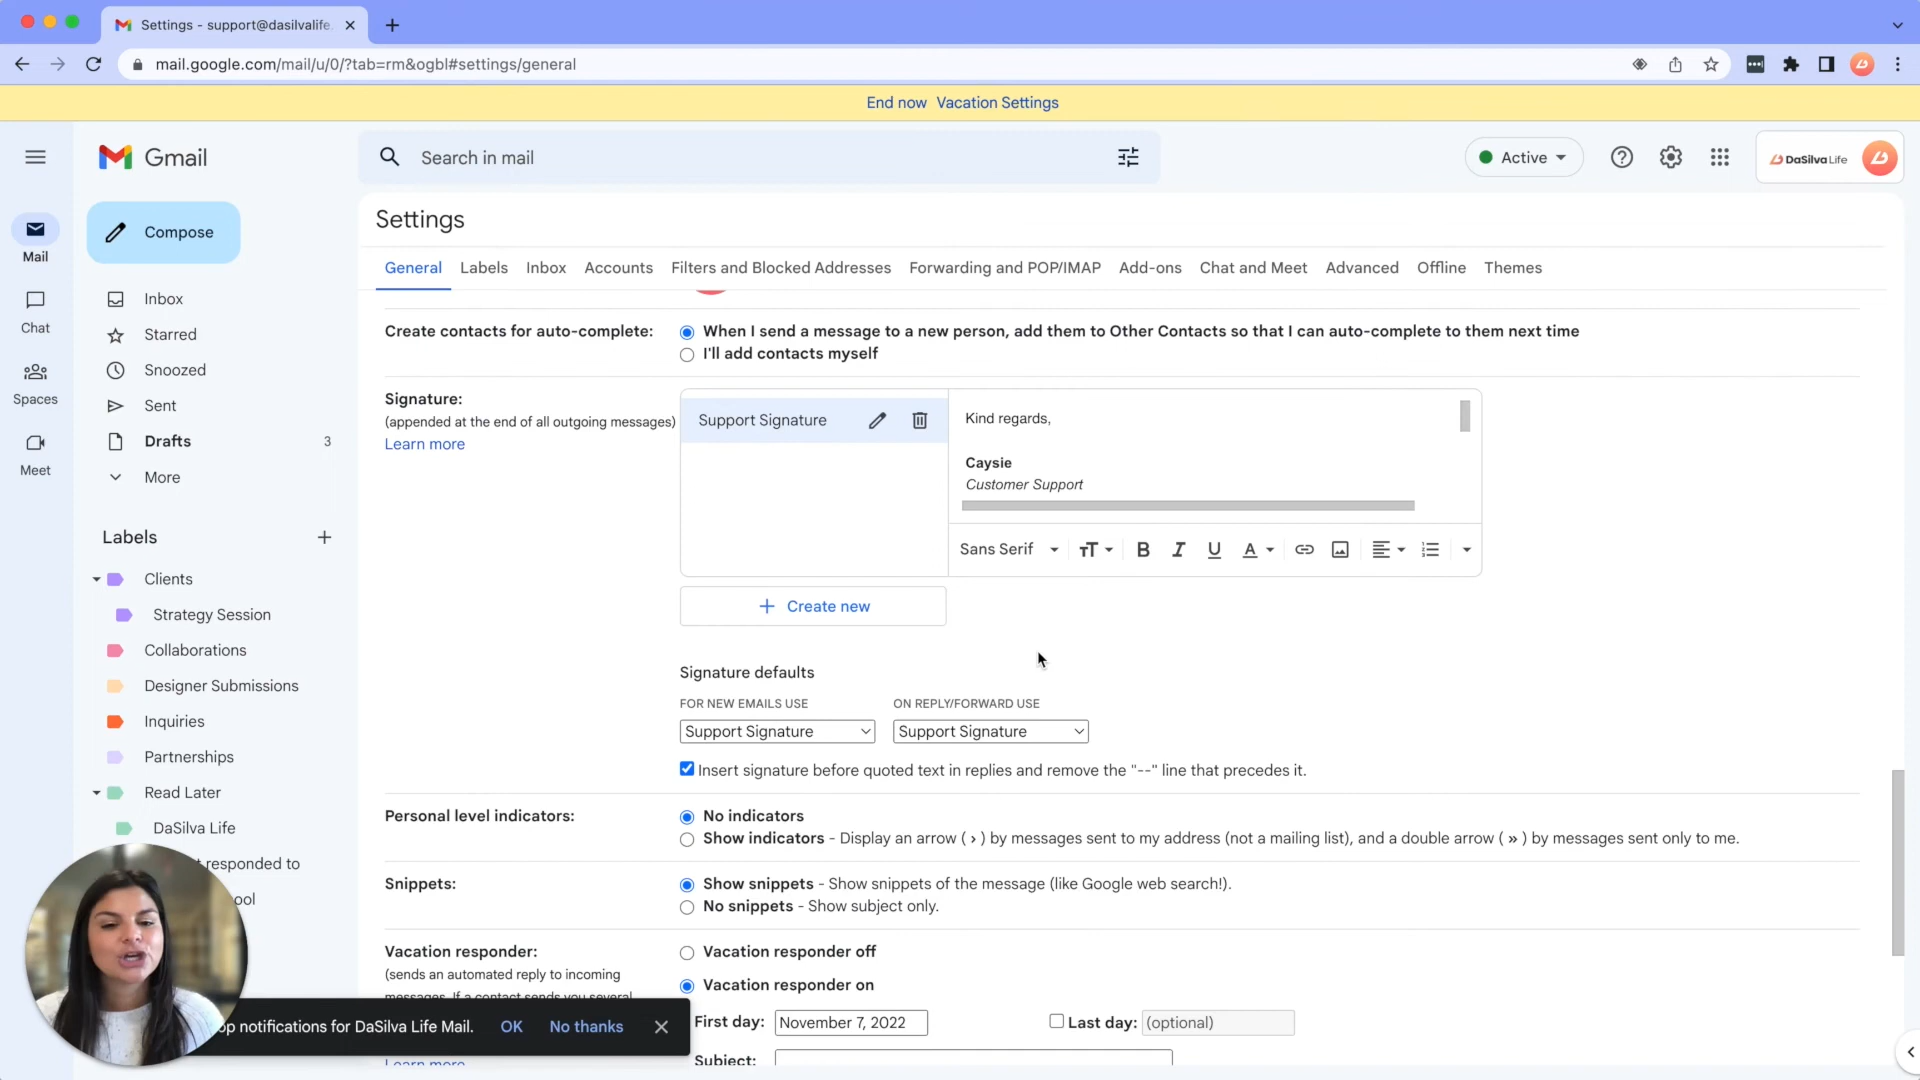 Settings - support@dasilvalife.
mail.google.com/mail/u/0/?tab=rm&ogbl#settings/general
End now Vacation Settings
Gmail
Search in mail
Active
DaSilva Life
Compose
Mail
Chat
Spaces
Meet
Inbox
Starred
Snoozed
Sent
Drafts 3
More
Labels
Clients
Strategy Session
Collaborations
Designer Submissions
Inquiries
Partnerships
Read Later
DaSilva Life
responded to
ool
Settings
General Labels Inbox Accounts Filters and Blocked Addresses Forwarding and POP/IMAP Add-ons Chat and Meet Advanced Offline Themes
Create contacts for auto-complete:
When I send a message to a new person, add them to Other Contacts so that I can auto-complete to them next time
I'll add contacts myself
Signature:
(appended at the end of all outgoing messages)
Learn more
Support Signature
Kind regards,
Caysie
Customer Support
Sans Serif
Create new
Signature defaults
FOR NEW EMAILS USE ON REPLY/FORWARD USE
Support Signature Support Signature
Insert signature before quoted text in replies and remove the "--" line that precedes it.
Personal level indicators:
No indicators
Show indicators - Display an arrow ( › ) by messages sent to my address (not a mailing list), and a double arrow ( » ) by messages sent only to me.
Snippets:
Show snippets - Show snippets of the message (like Google web search!).
No snippets - Show subject only.
Vacation responder:
(sends an automated reply to incoming
messages. If a contact sends you several
Learn more
Vacation responder off
Vacation responder on
First day: November 7, 2022 Last day: (optional)
Subject:
op notifications for DaSilva Life Mail. OK No thanks